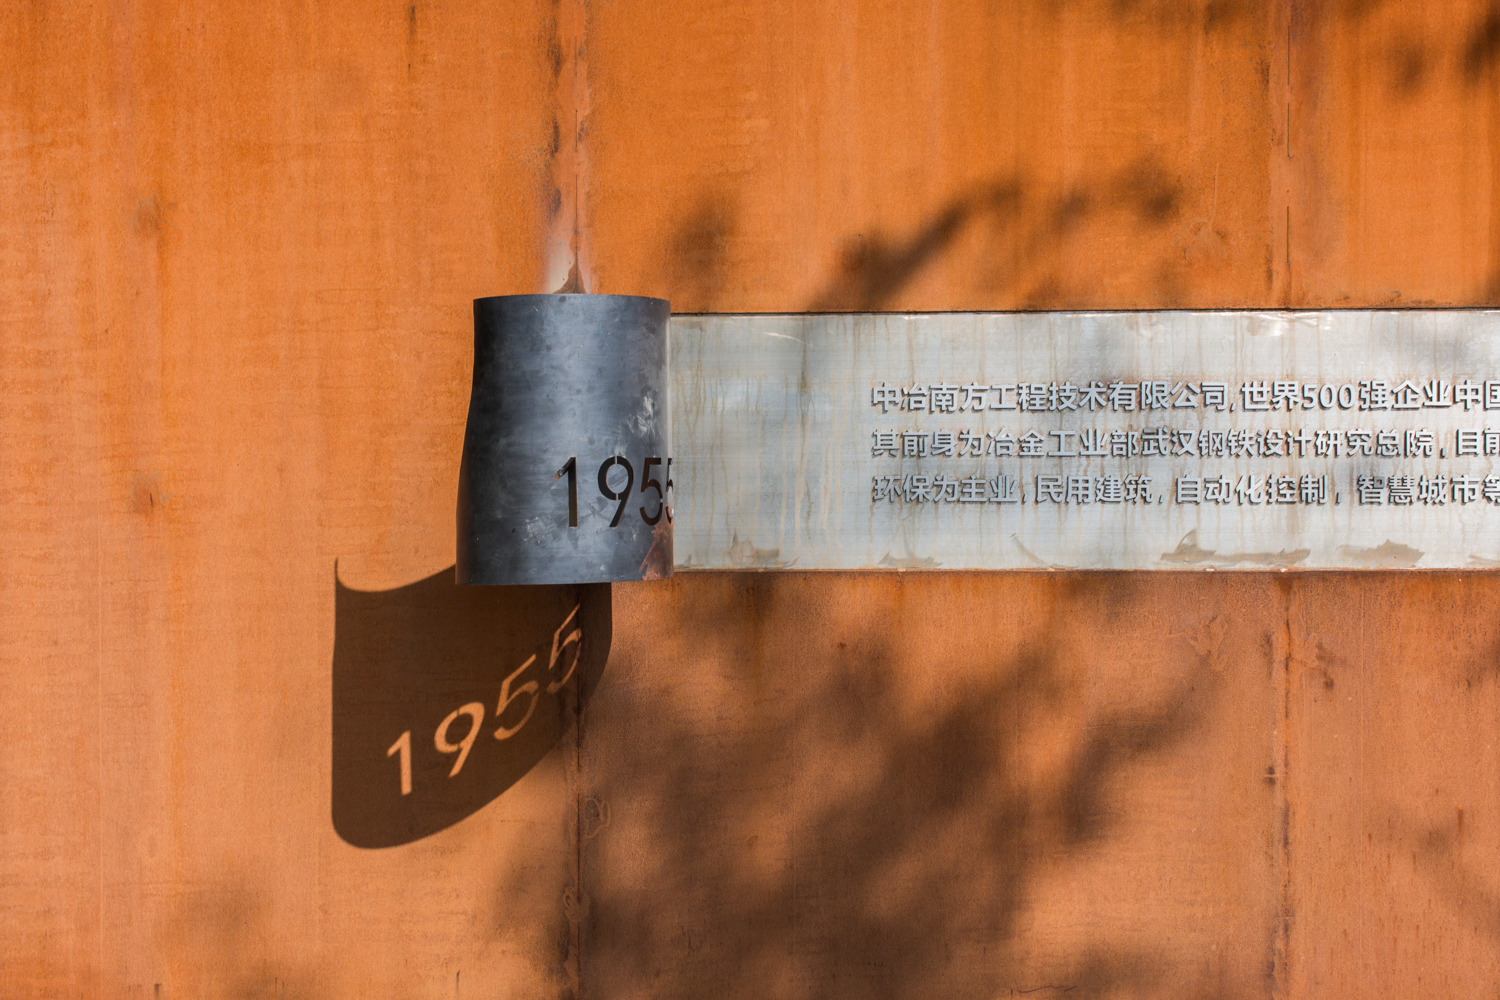 1955
中冶南方工程技术有限公司,世界500强企业中国
其前身为冶金工业部武汉钢铁设计研究总院,目前
环保为主业,民用建筑,自动化控制,智慧城市等
1955